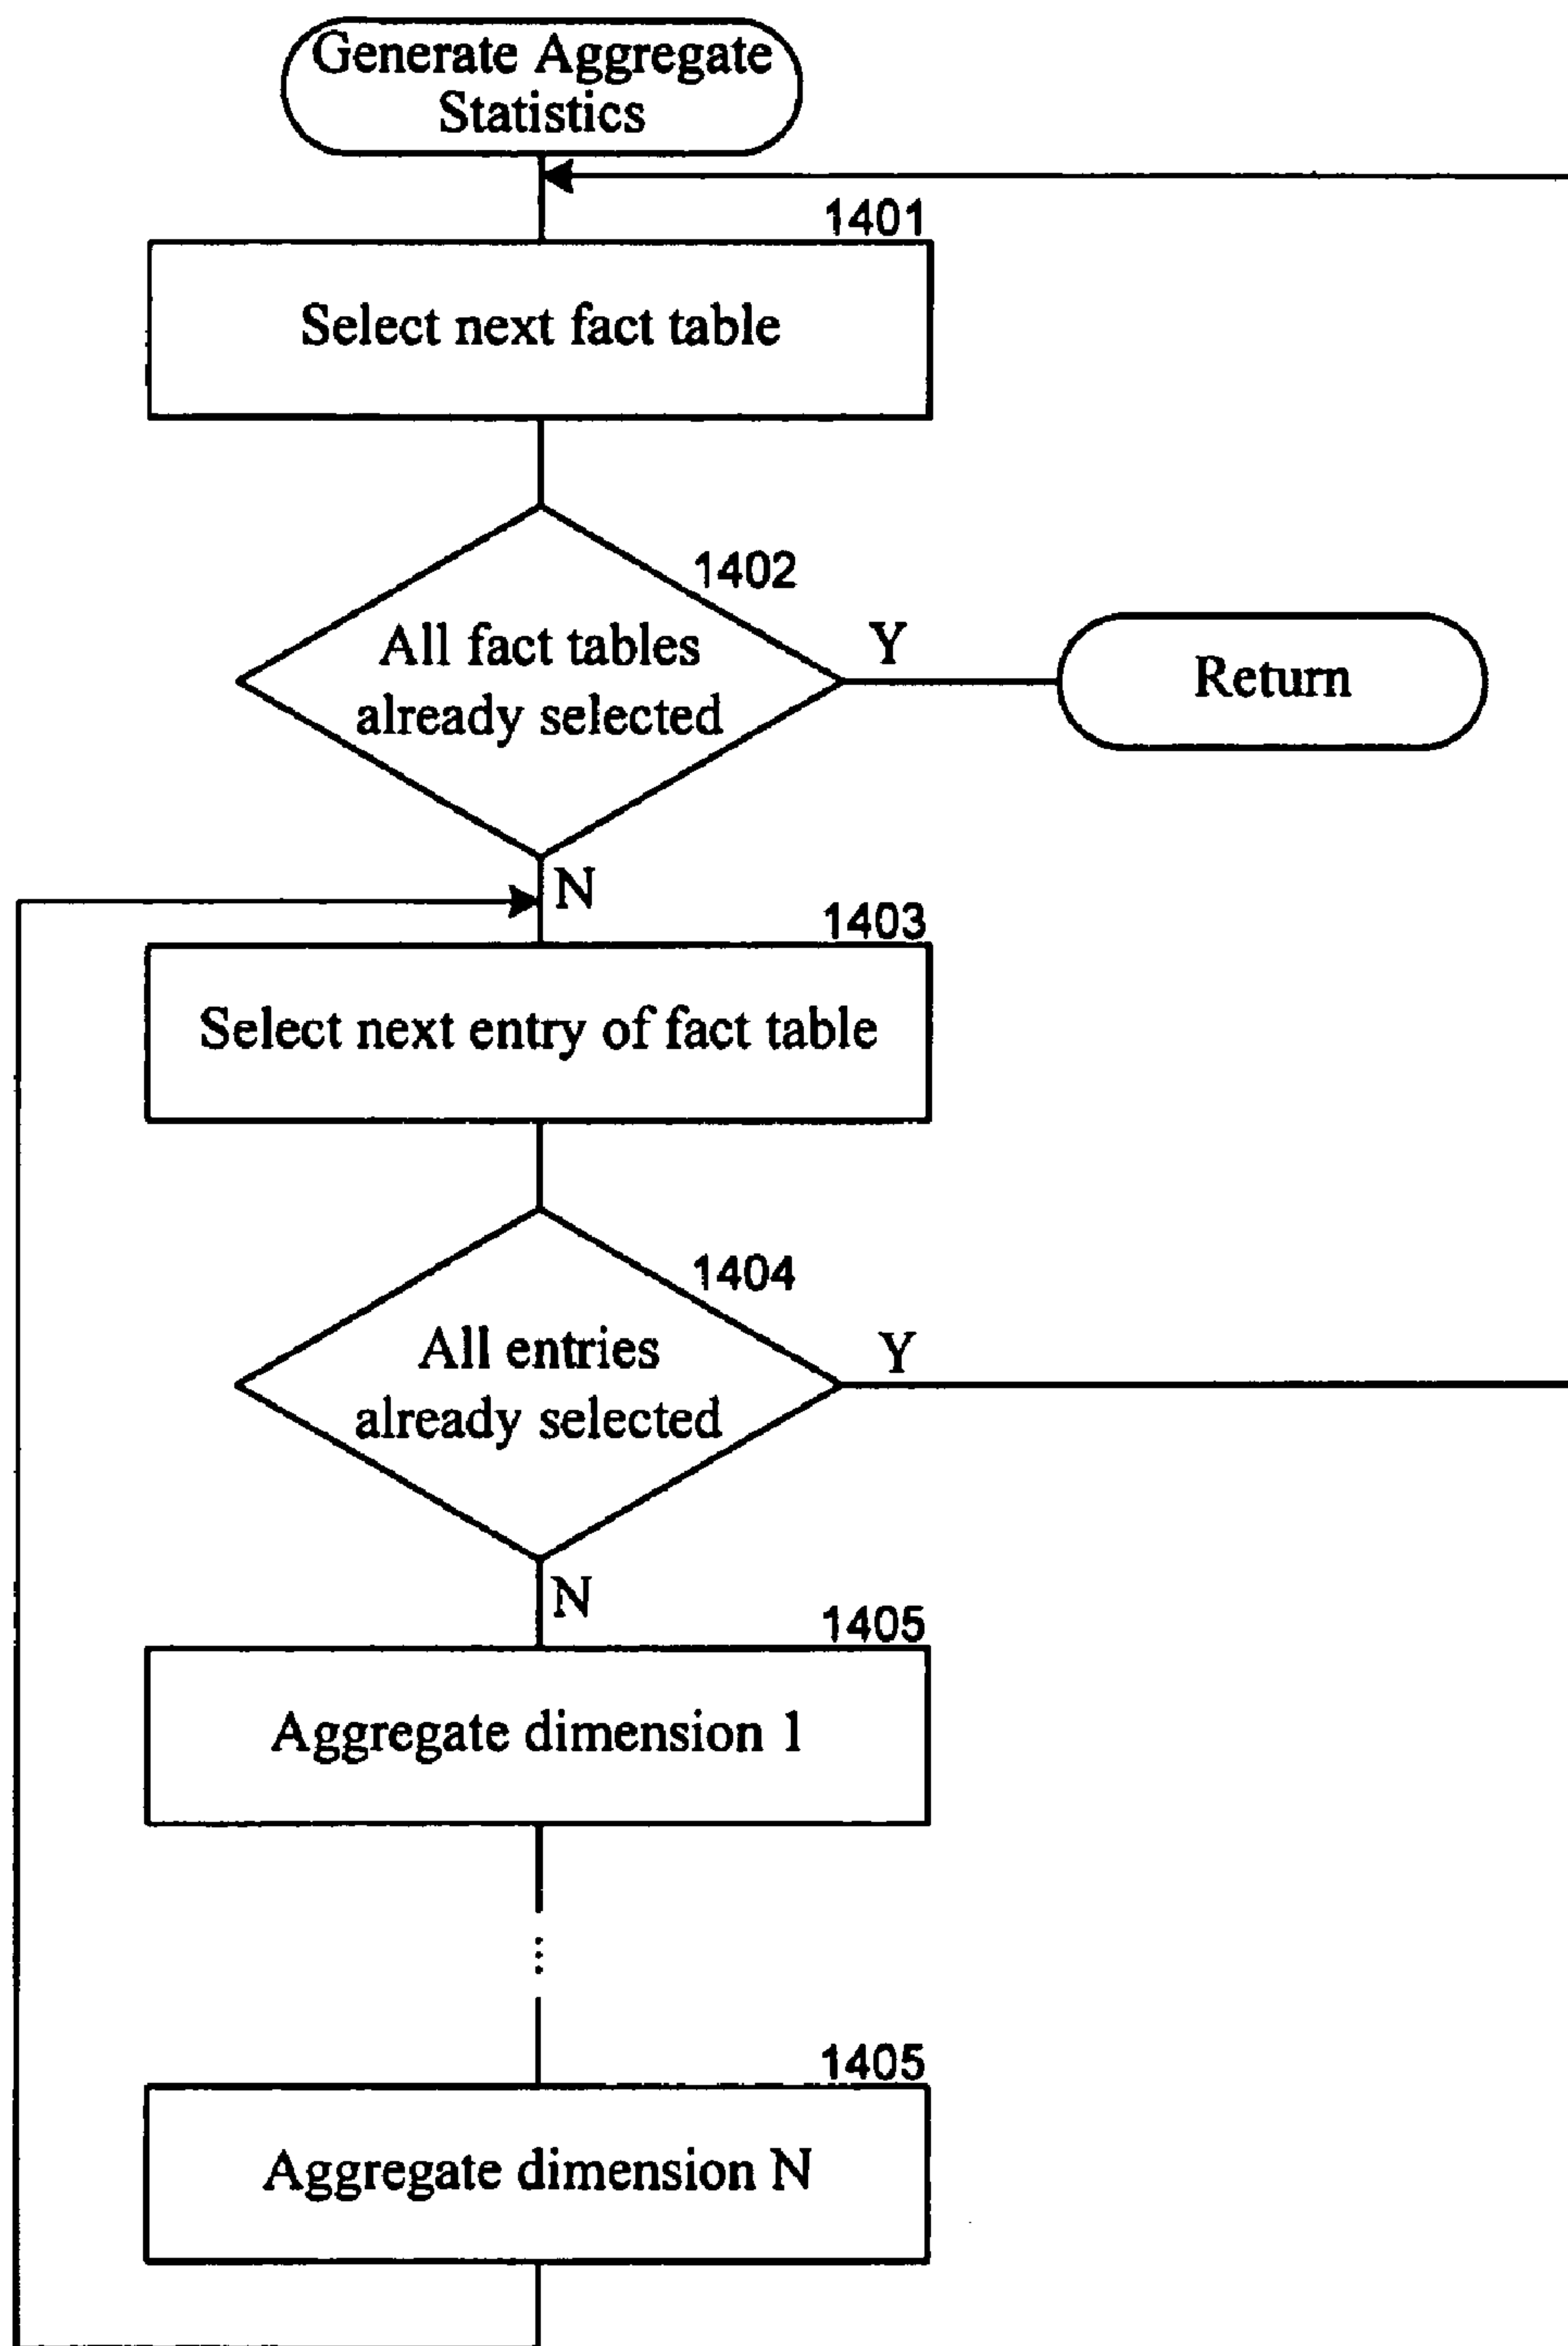 Generate Aggregate
Statistics
1401
Select next fact table
1402
All fact tables
already selected
Y
Return
N
1403
Select next entry of fact table
1404
All entries
already selected
Y
N
1405
Aggregate dimension 1
...
1405
Aggregate dimension N